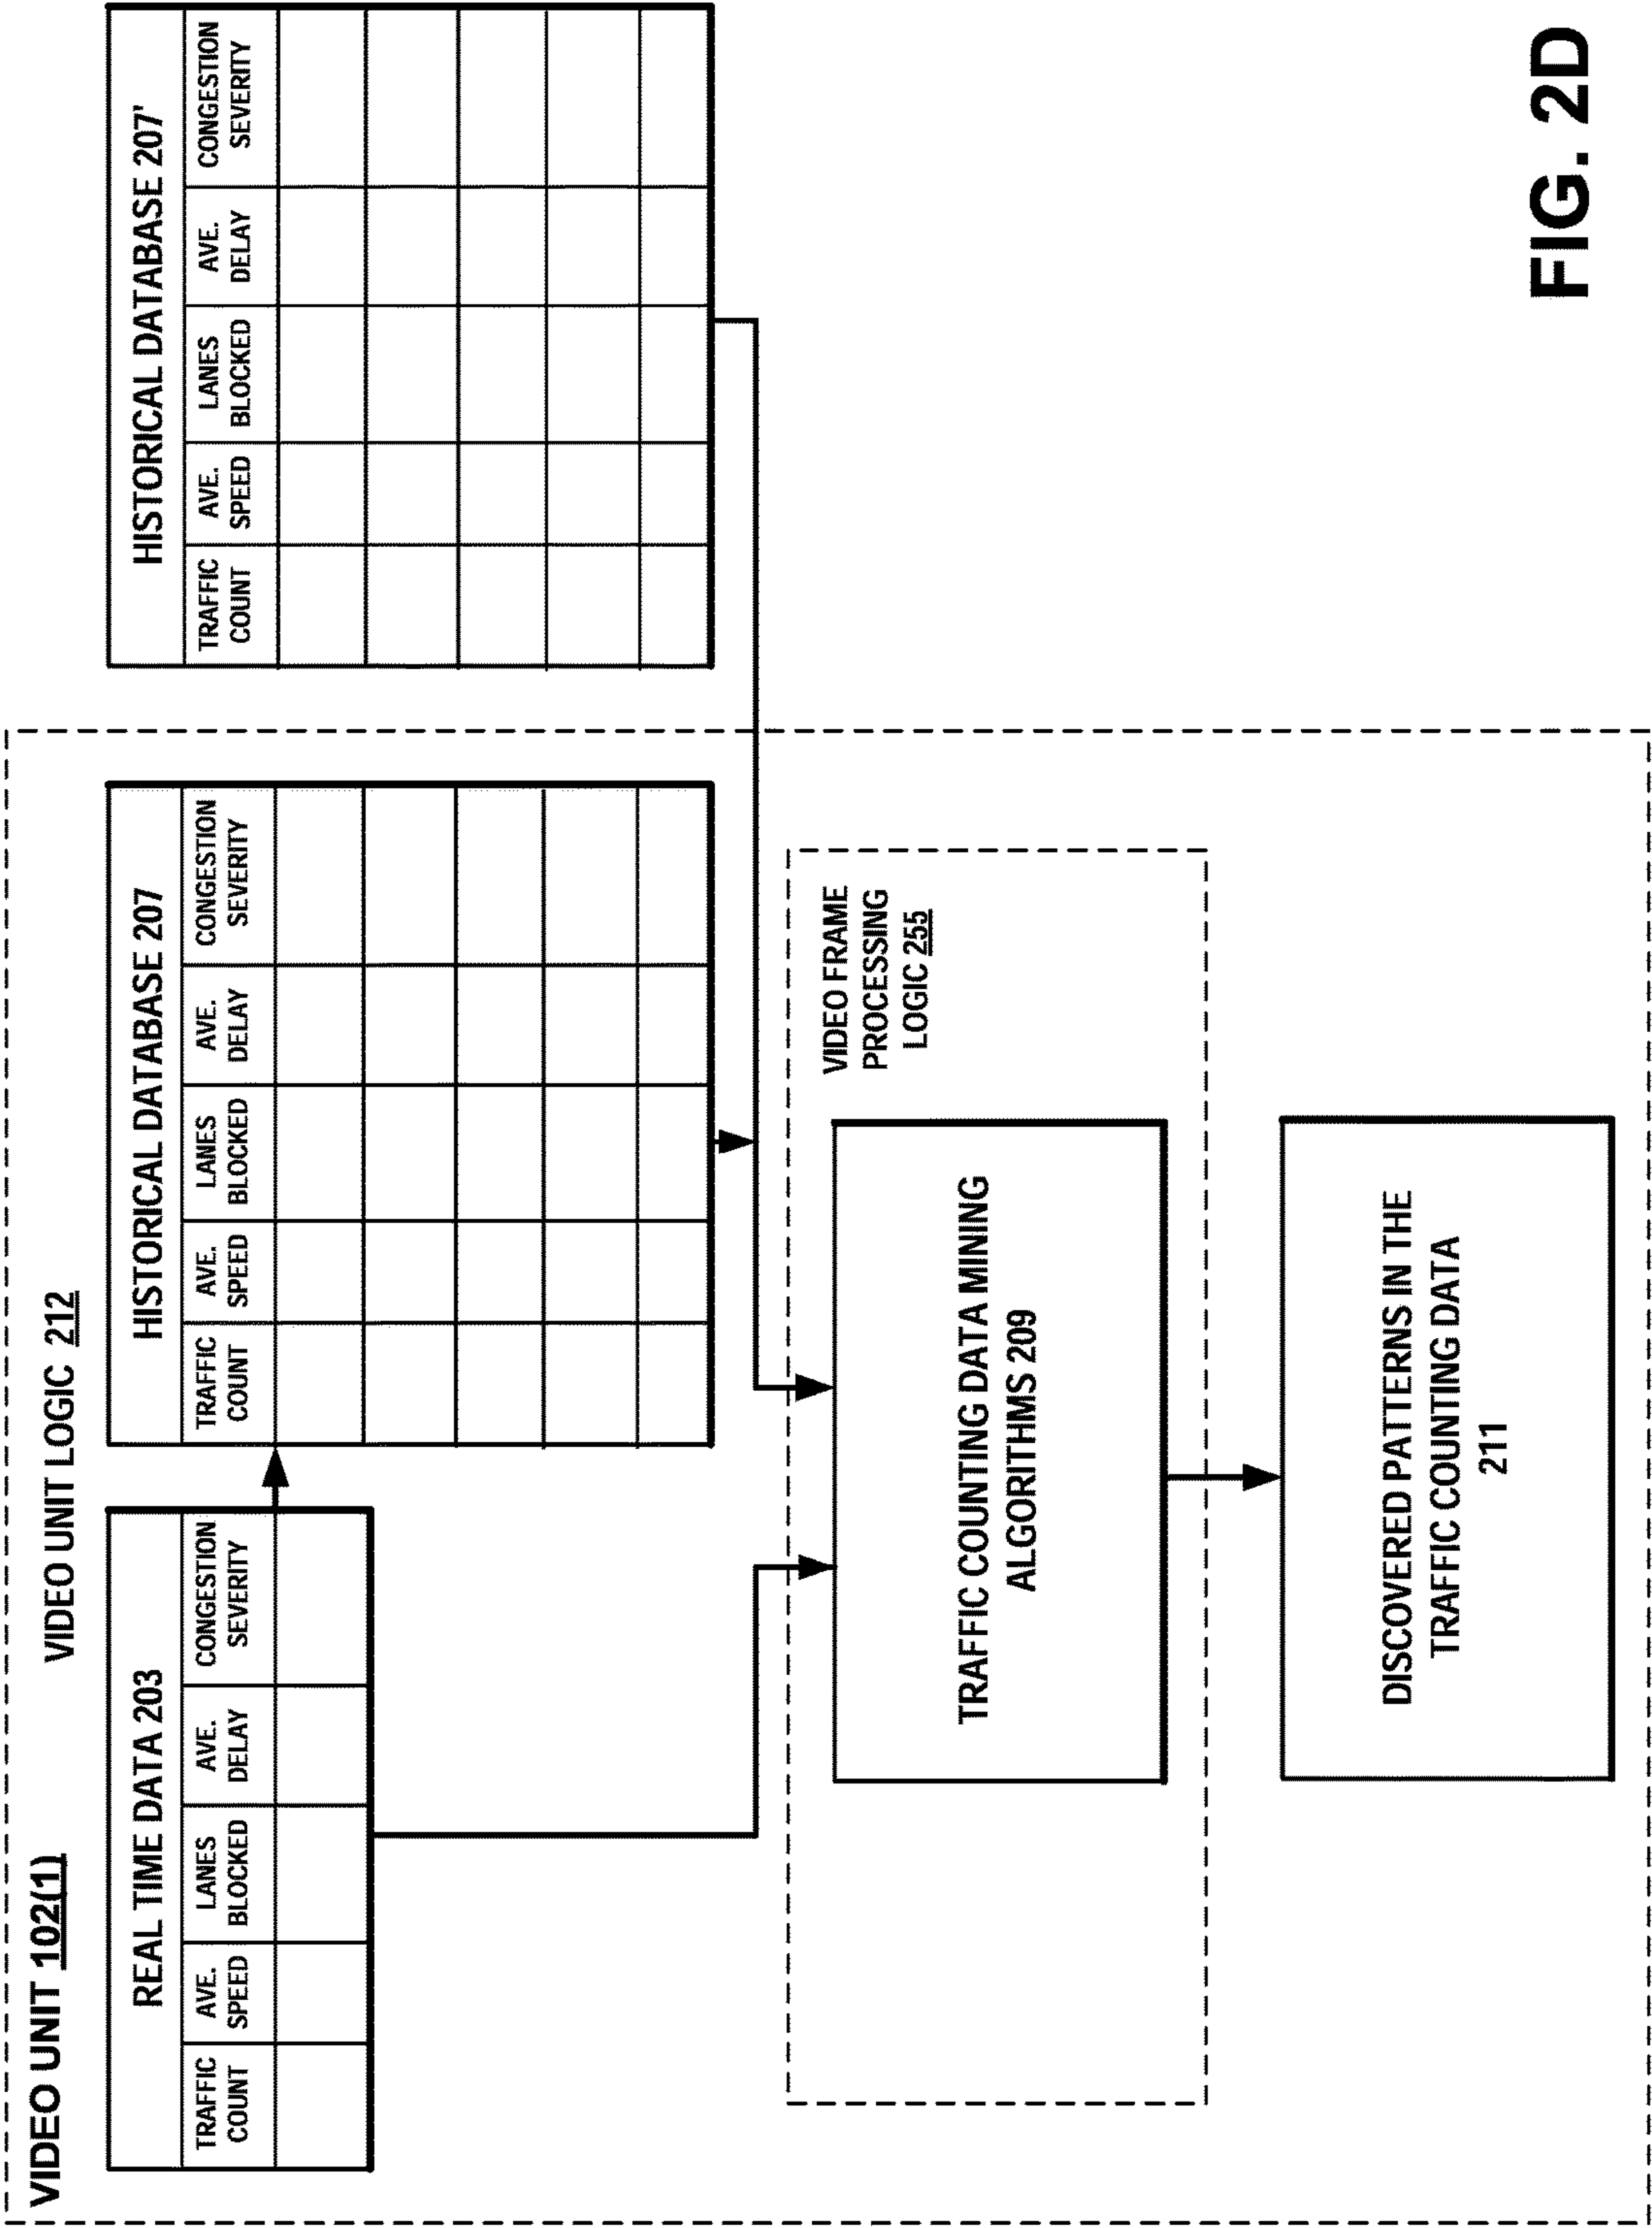 VIDEO UNIT 102(1)
VIDEO UNIT LOGIC 212
REAL TIME DATA 203
TRAFFIC
COUNT
AVE.
SPEED
LANES
BLOCKED
AVE.
DELAY
CONGESTION
SEVERITY
HISTORICAL DATABASE 207
TRAFFIC
COUNT
AVE.
SPEED
LANES
BLOCKED
AVE.
DELAY
CONGESTION
SEVERITY
HISTORICAL DATABASE 207'
TRAFFIC
COUNT
AVE.
SPEED
LANES
BLOCKED
AVE.
DELAY
CONGESTION
SEVERITY
VIDEO FRAME
PROCESSING
LOGIC 255
TRAFFIC COUNTING DATA MINING
ALGORITHMS 209
DISCOVERED PATTERNS IN THE
TRAFFIC COUNTING DATA
211
FIG. 2D